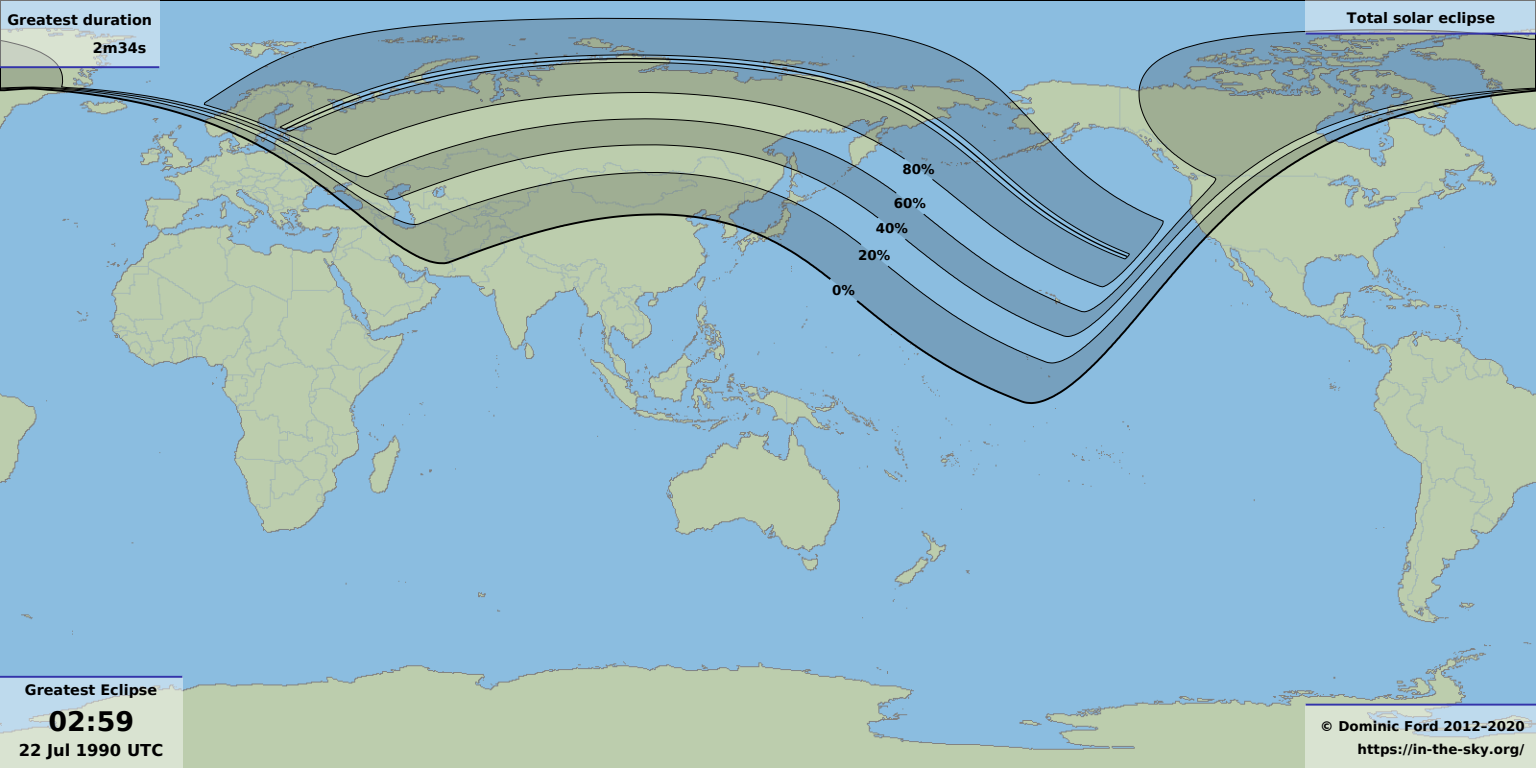 Greatest duration
2m34s
Total solar eclipse
80%
60%
40%
20%
0%
Greatest Eclipse
02:59
22 Jul 1990 UTC
© Dominic Ford 2012–2020
https://in-the-sky.org/